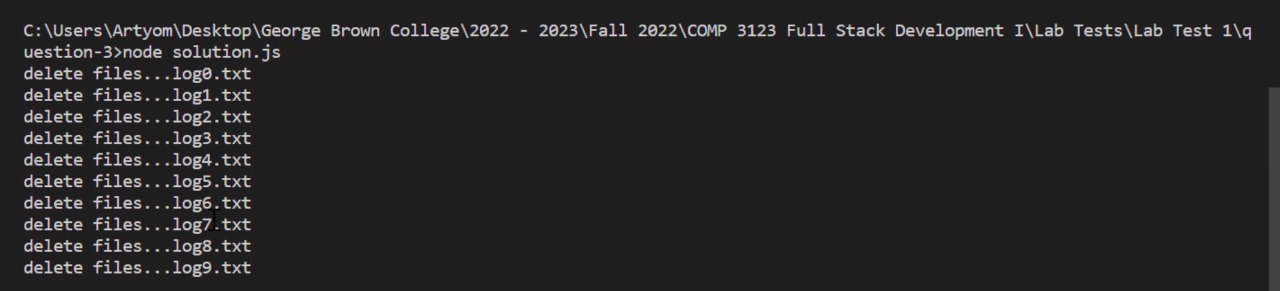 C:\Users\Artyom\Desktop\George Brown College\2022 - 2023\Fall 2022\COMP 3123 Full Stack Development I\Lab Tests\Lab Test 1\q
uestion-3>node solution.js
delete files...log0.txt
delete files...log1.txt
delete files...log2.txt
delete files...log3.txt
delete files...log4.txt
delete files...log5.txt
delete files...log6.txt
delete files...log7.txt
delete files...log8.txt
delete files...log9.txt